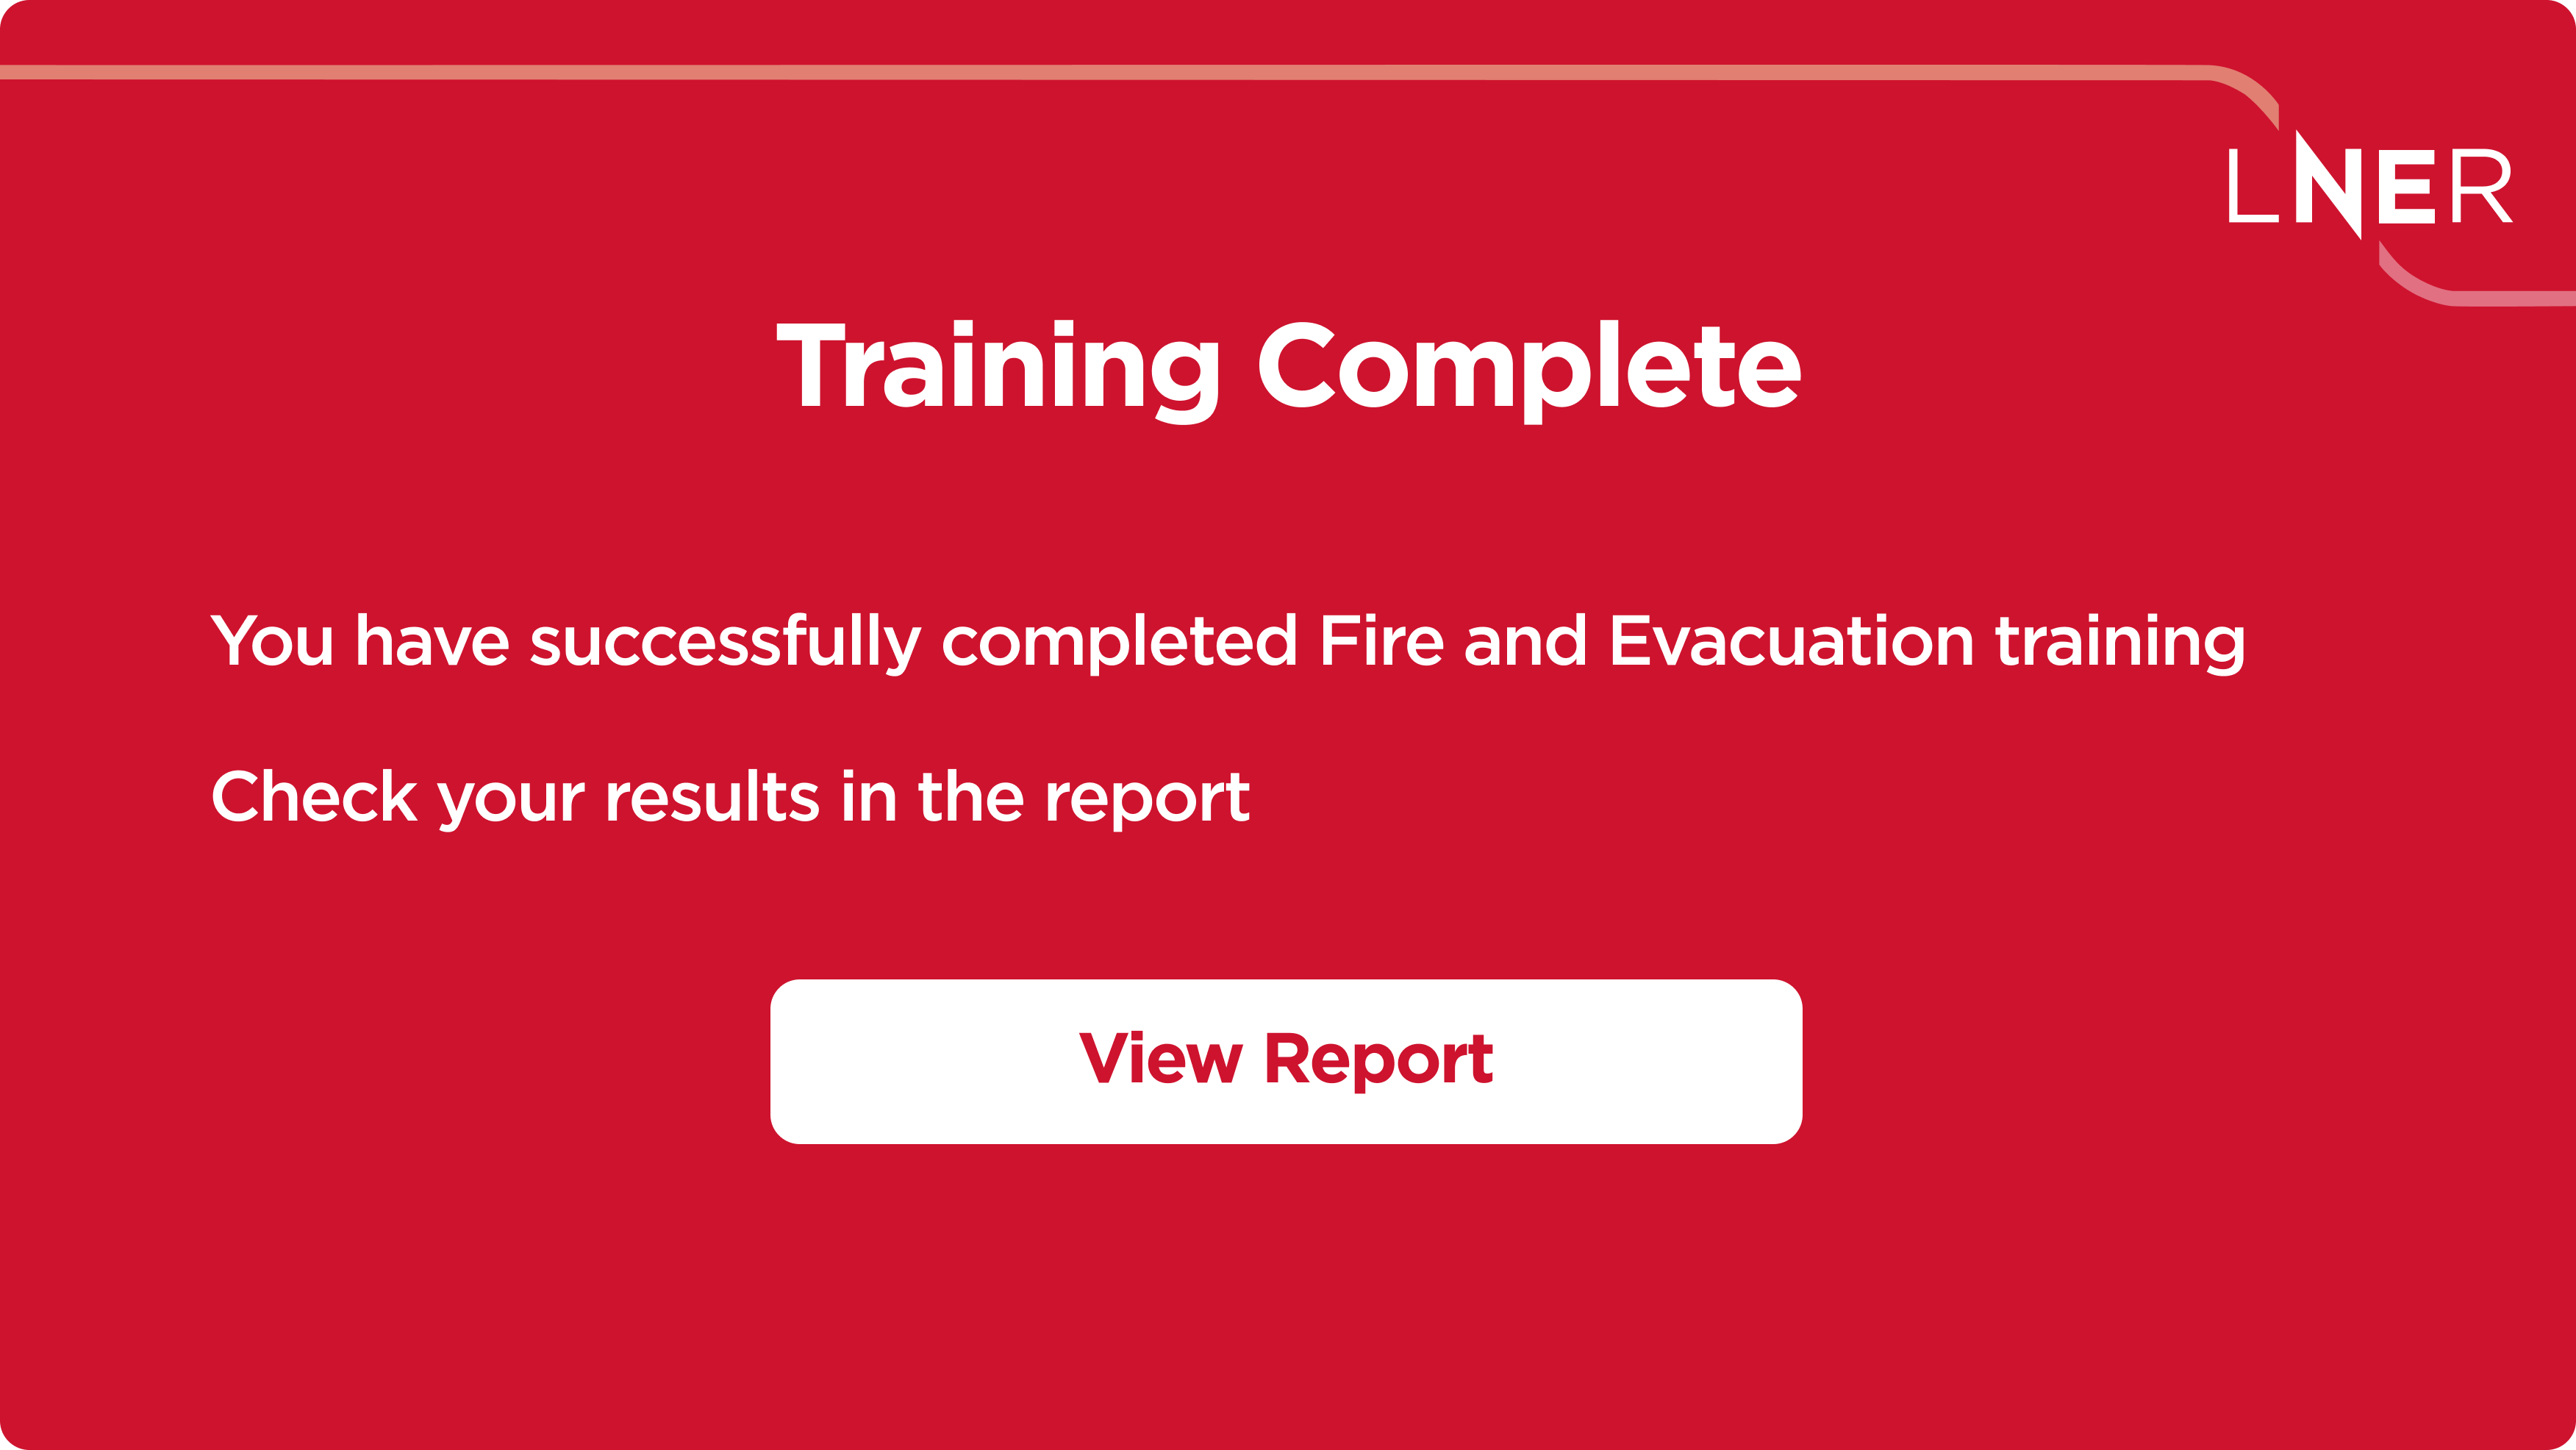 LNER
Training Complete
You have successfully completed Fire and Evacuation training
Check your results in the report
View Report